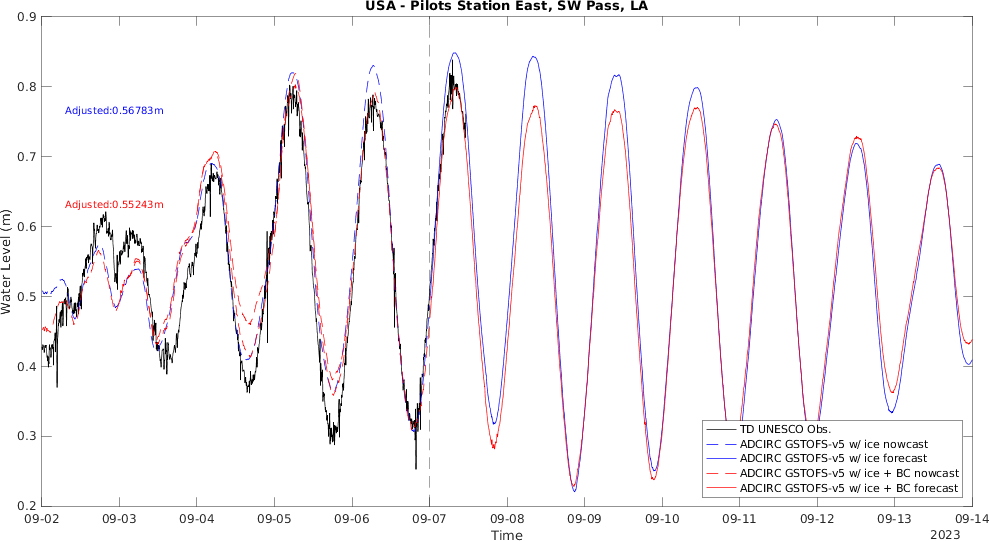 USA - Pilots Station East, SW Pass, LA
0.9
0.8
0.7
0.6
0.5
0.4
0.3
0.2
Water Level (m)
Adjusted:0.56783m
Adjusted:0.55243m
TD UNESCO Obs.
ADCIRC GSTOFS-v5 w/ ice nowcast
ADCIRC GSTOFS-v5 w/ ice forecast
ADCIRC GSTOFS-v5 w/ ice + BC nowcast
ADCIRC GSTOFS-v5 w/ ice + BC forecast
09-02 09-03 09-04 09-05 09-06 09-07 09-08 09-09 09-10 09-11 09-12 09-13 09-14
Time
2023